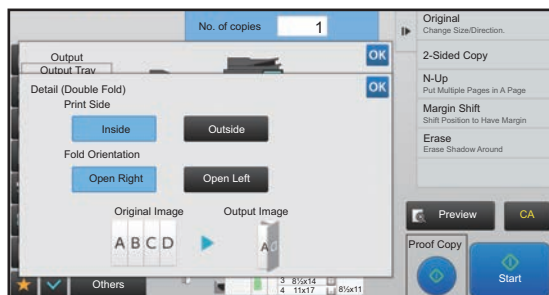 No. of copies 1
Output
OK
Output Tray
Detail (Double Fold)
OK
Print Side
Inside
Outside
Fold Orientation
Open Right
Open Left
Original Image
Output Image
A B C D
A
Others
3 8½x14
4 11x17
8½x11
Original
Change Size/Direction.
2-Sided Copy
N-Up
Put Multiple Pages in A Page
Margin Shift
Shift Position to Have Margin
Erase
Erase Shadow Around
Preview
CA
Proof Copy
Start